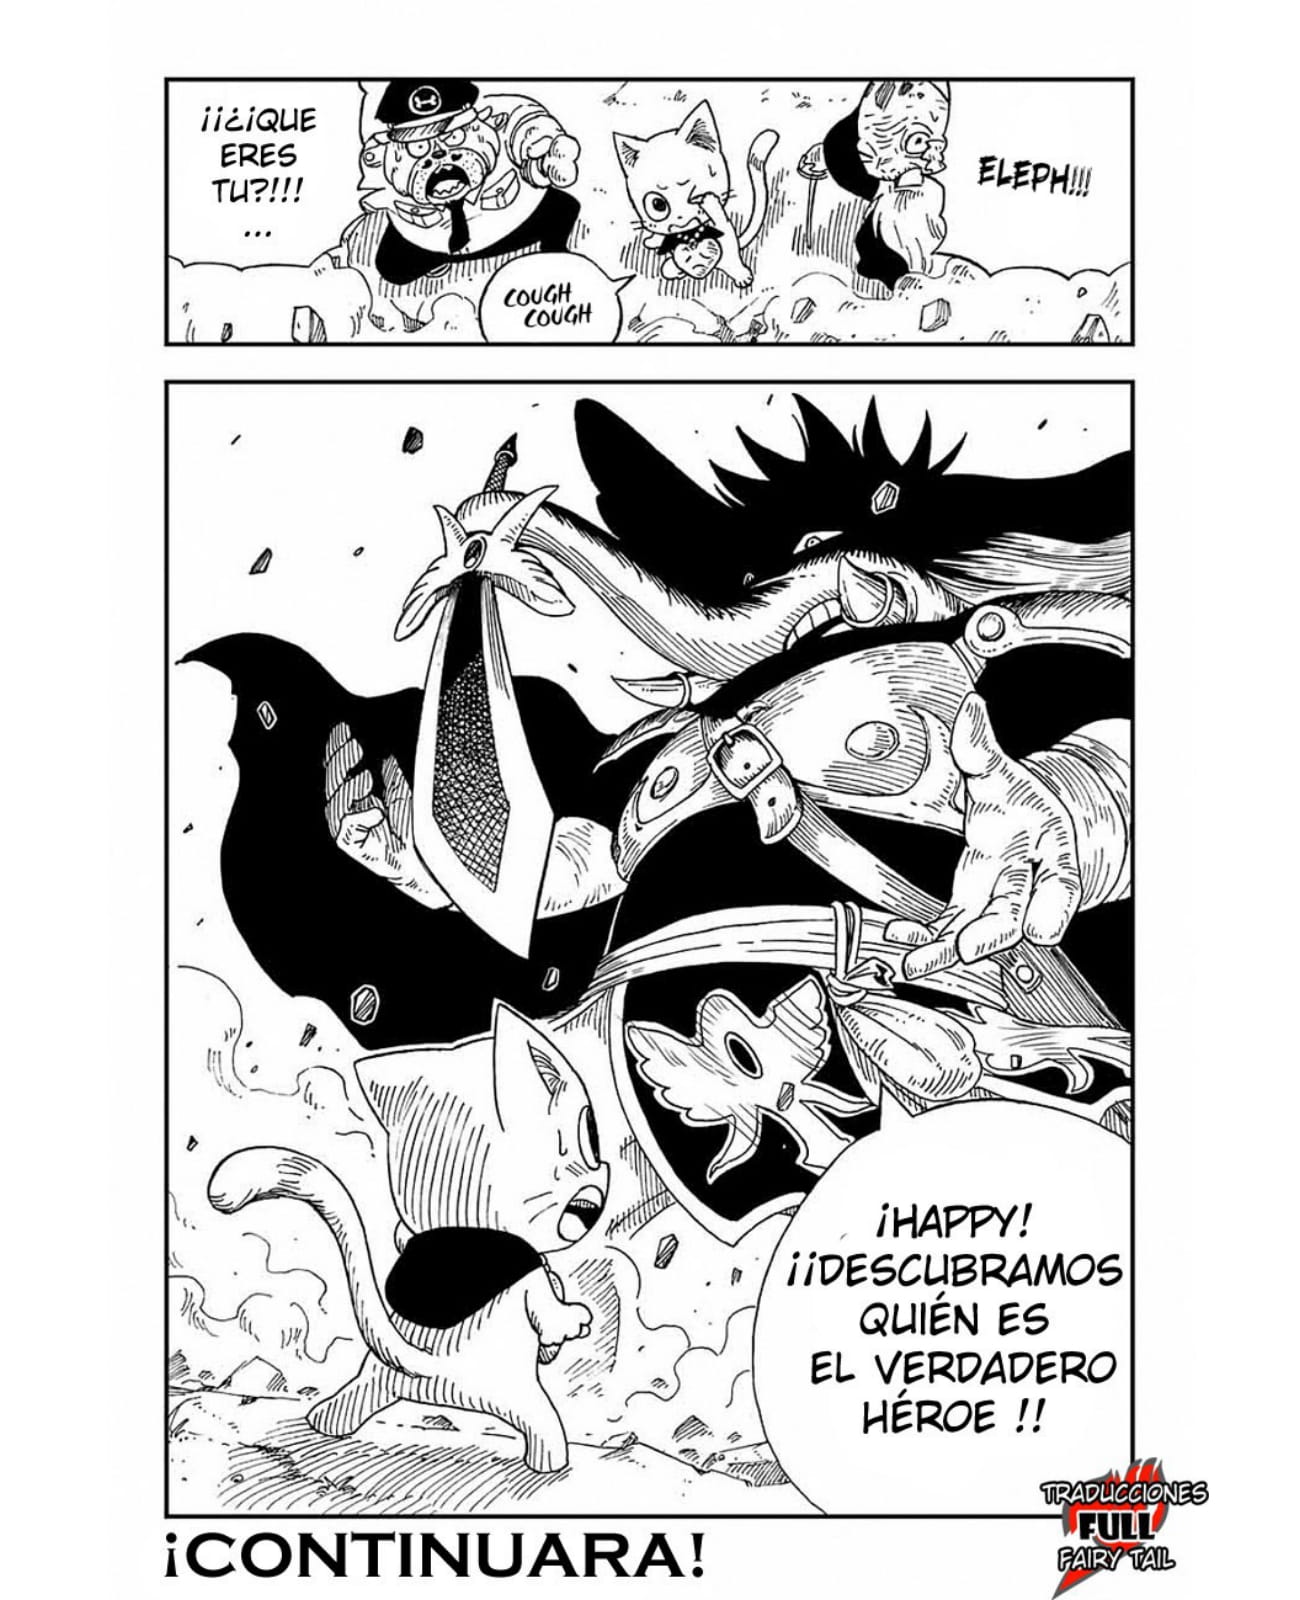 ¡¡¿¡QUE
ERES
TU?!!!
...
COUGH
COUGH
ELEPH!!!
¡HAPPY!
¡¡DESCUBRAMOS
QUIÉN ES
EL VERDADERO
HÉROE !!
¡CONTINUARA!
TRADUCCIONES
FULL
FAIRY TAIL